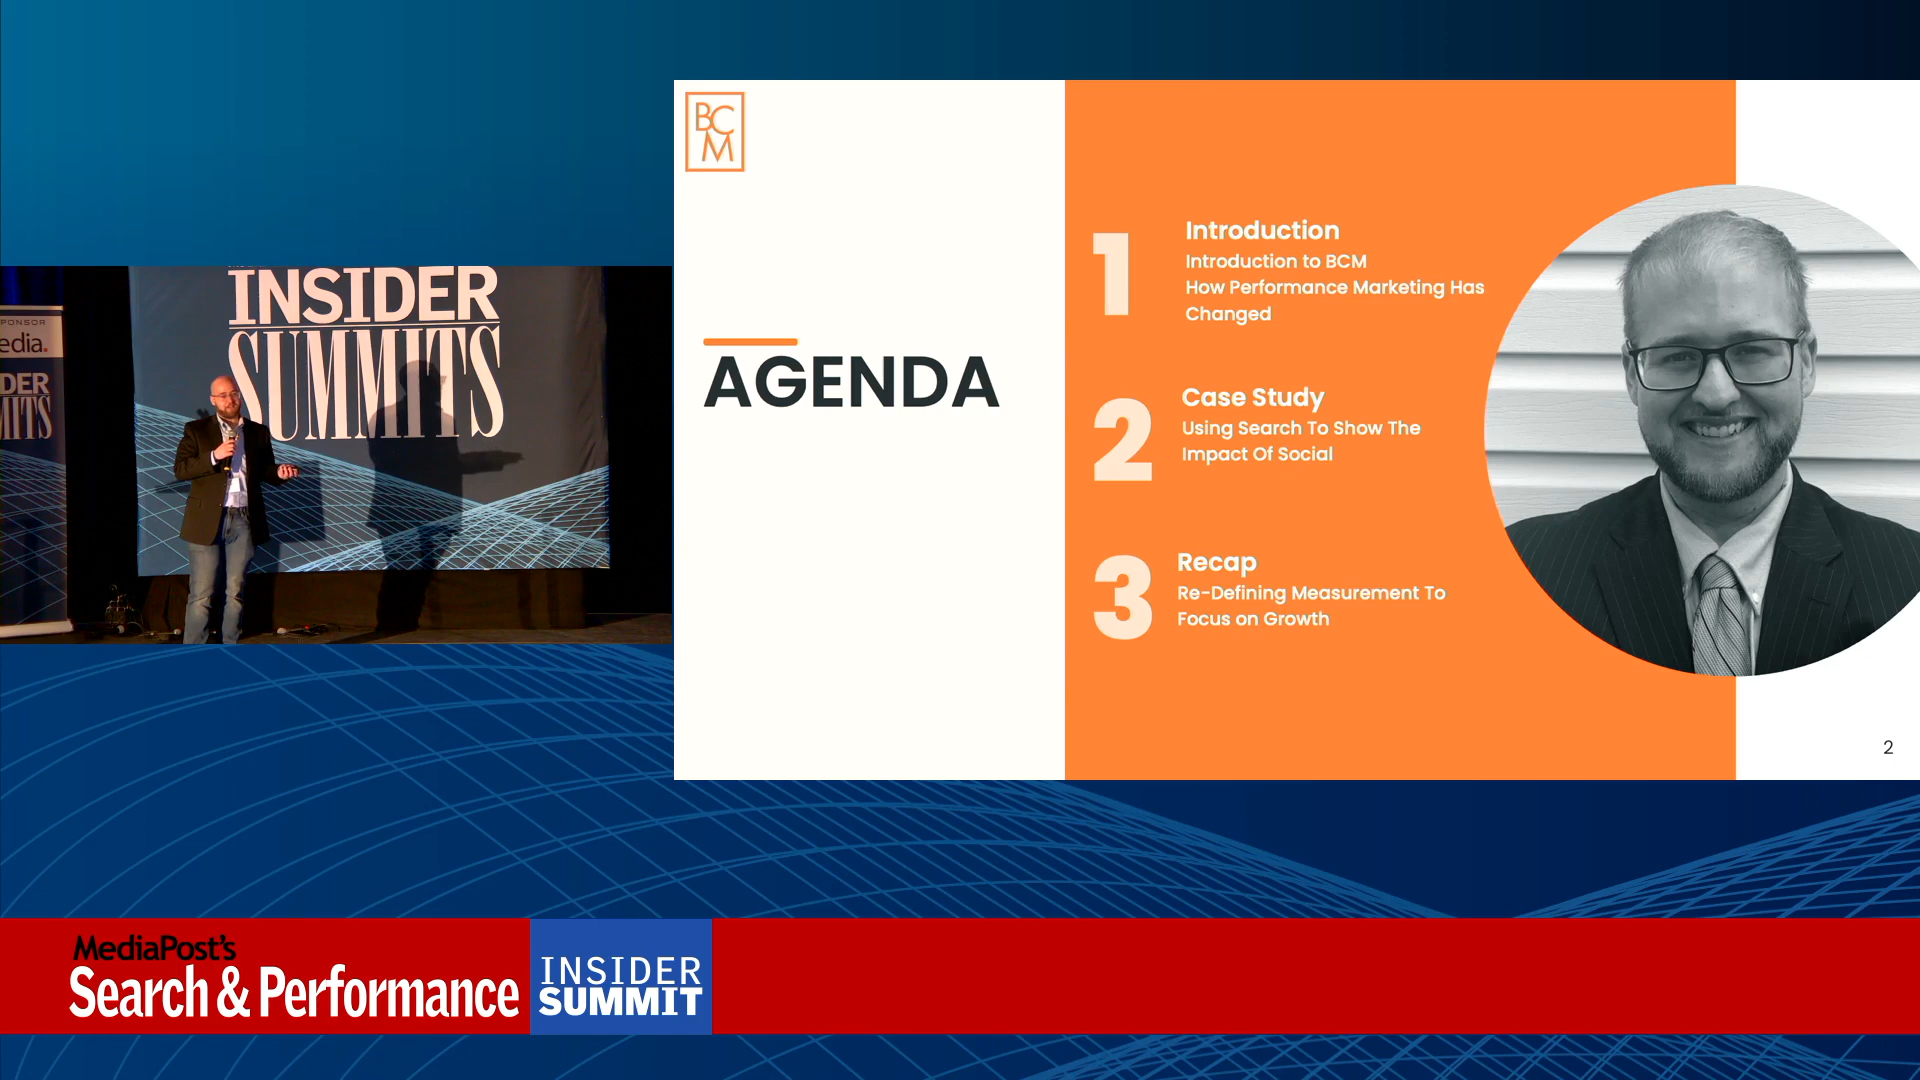 BC
M
AGENDA
1
Introduction
Introduction to BCM
How Performance Marketing Has
Changed
2
Case Study
Using Search To Show The
Impact Of Social
3
Recap
Re-Defining Measurement To
Focus on Growth
2
INSIDER
SUMMITS
PONSOR
edia.
DER
MITS
MediaPost's
Search & Performance
INSIDER
SUMMIT